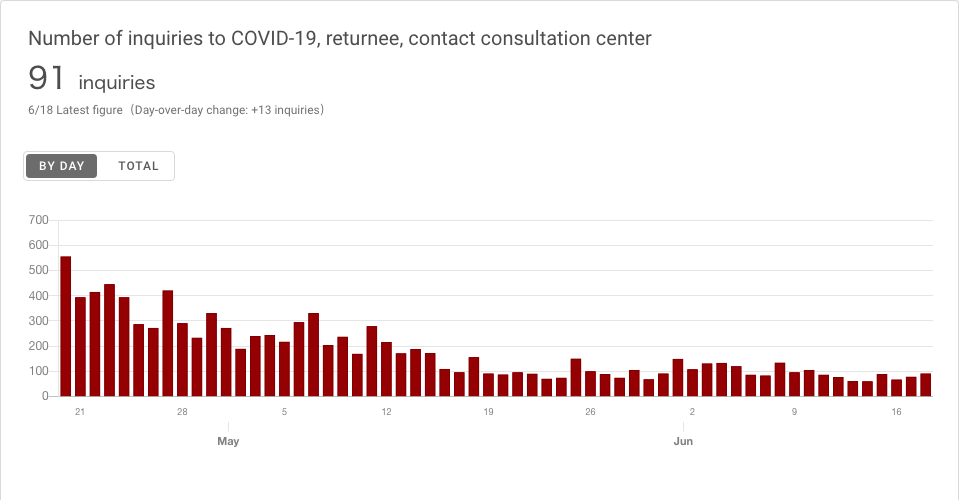 Number of inquiries to COVID-19, returnee, contact consultation center
91 inquiries
6/18 Latest figure（Day-over-day change: +13 inquiries）
BY DAY TOTAL
700
600
500
400
300
200
100
0
21 28 5 12 19 26 2 9 16
May Jun